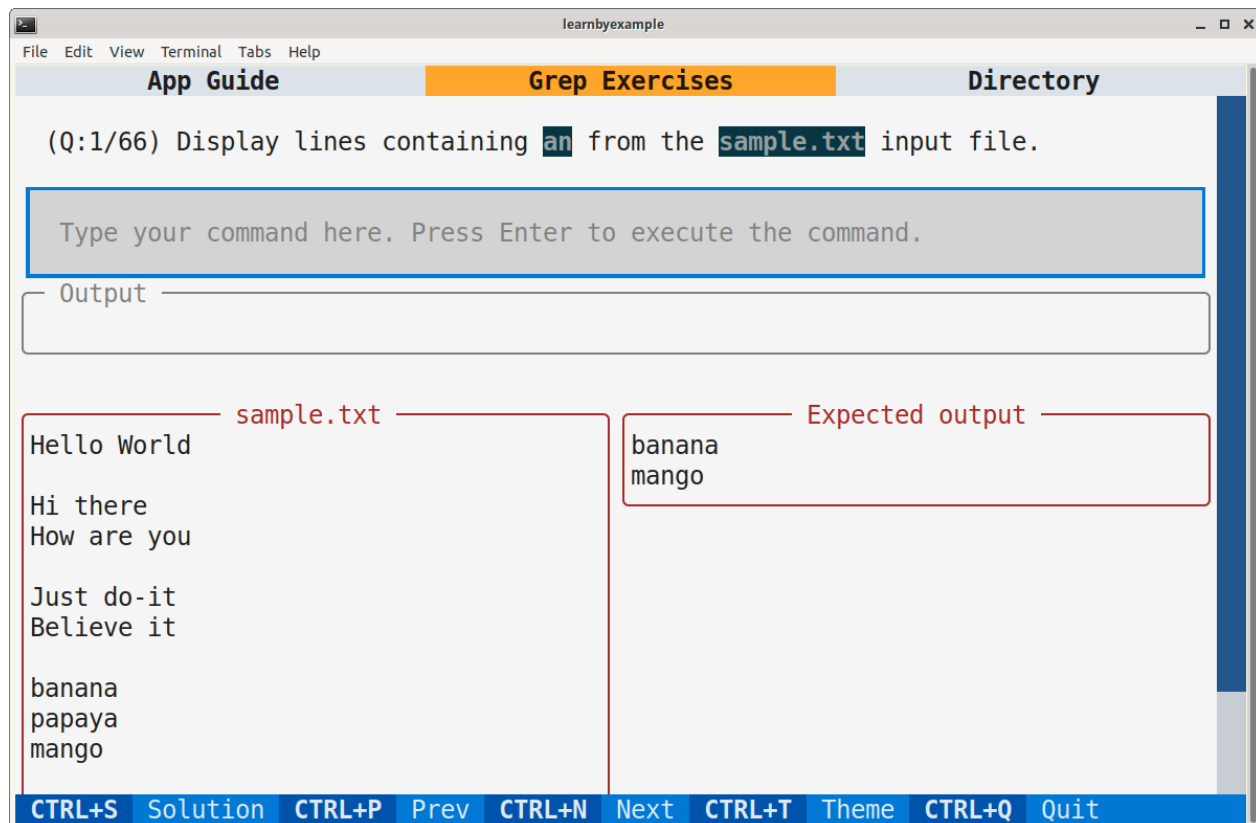 learnbyexample
File Edit View Terminal Tabs Help
App Guide Grep Exercises Directory
(Q:1/66) Display lines containing an from the sample.txt input file.
Type your command here. Press Enter to execute the command.
Output
sample.txt
Hello World
Hi there
How are you
Just do-it
Believe it
banana
papaya
mango
Expected output
banana
mango
CTRL+S Solution CTRL+P Prev CTRL+N Next CTRL+T Theme CTRL+Q Quit